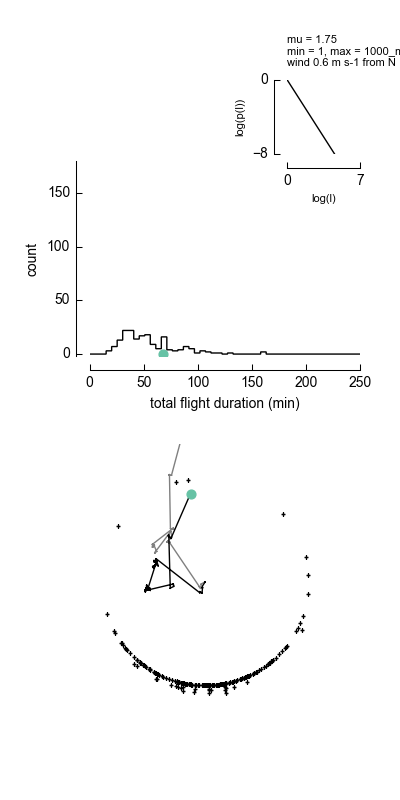 mu = 1.75
min = 1, max = 1000_m
wind 0.6 m s-1 from N
0
log(p(l))
−8
0
7
log(l)
150
100
count
50
0
0
50
100
150
200
250
total flight duration (min)